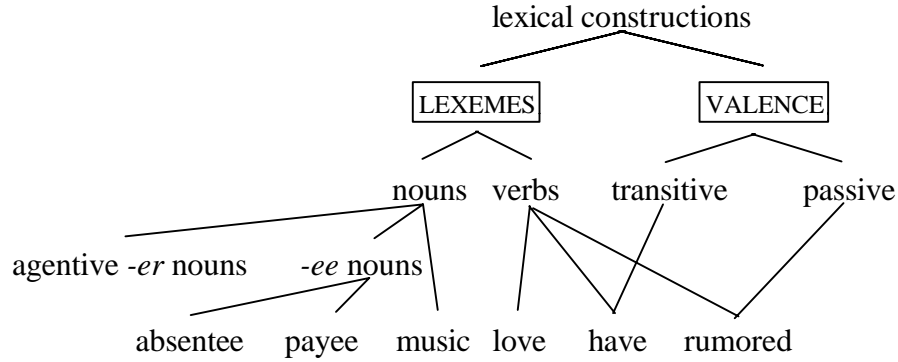 lexical constructions
LEXEMES VALENCE
nouns verbs transitive passive
agentive -er nouns -ee nouns
absentee payee music love have rumored